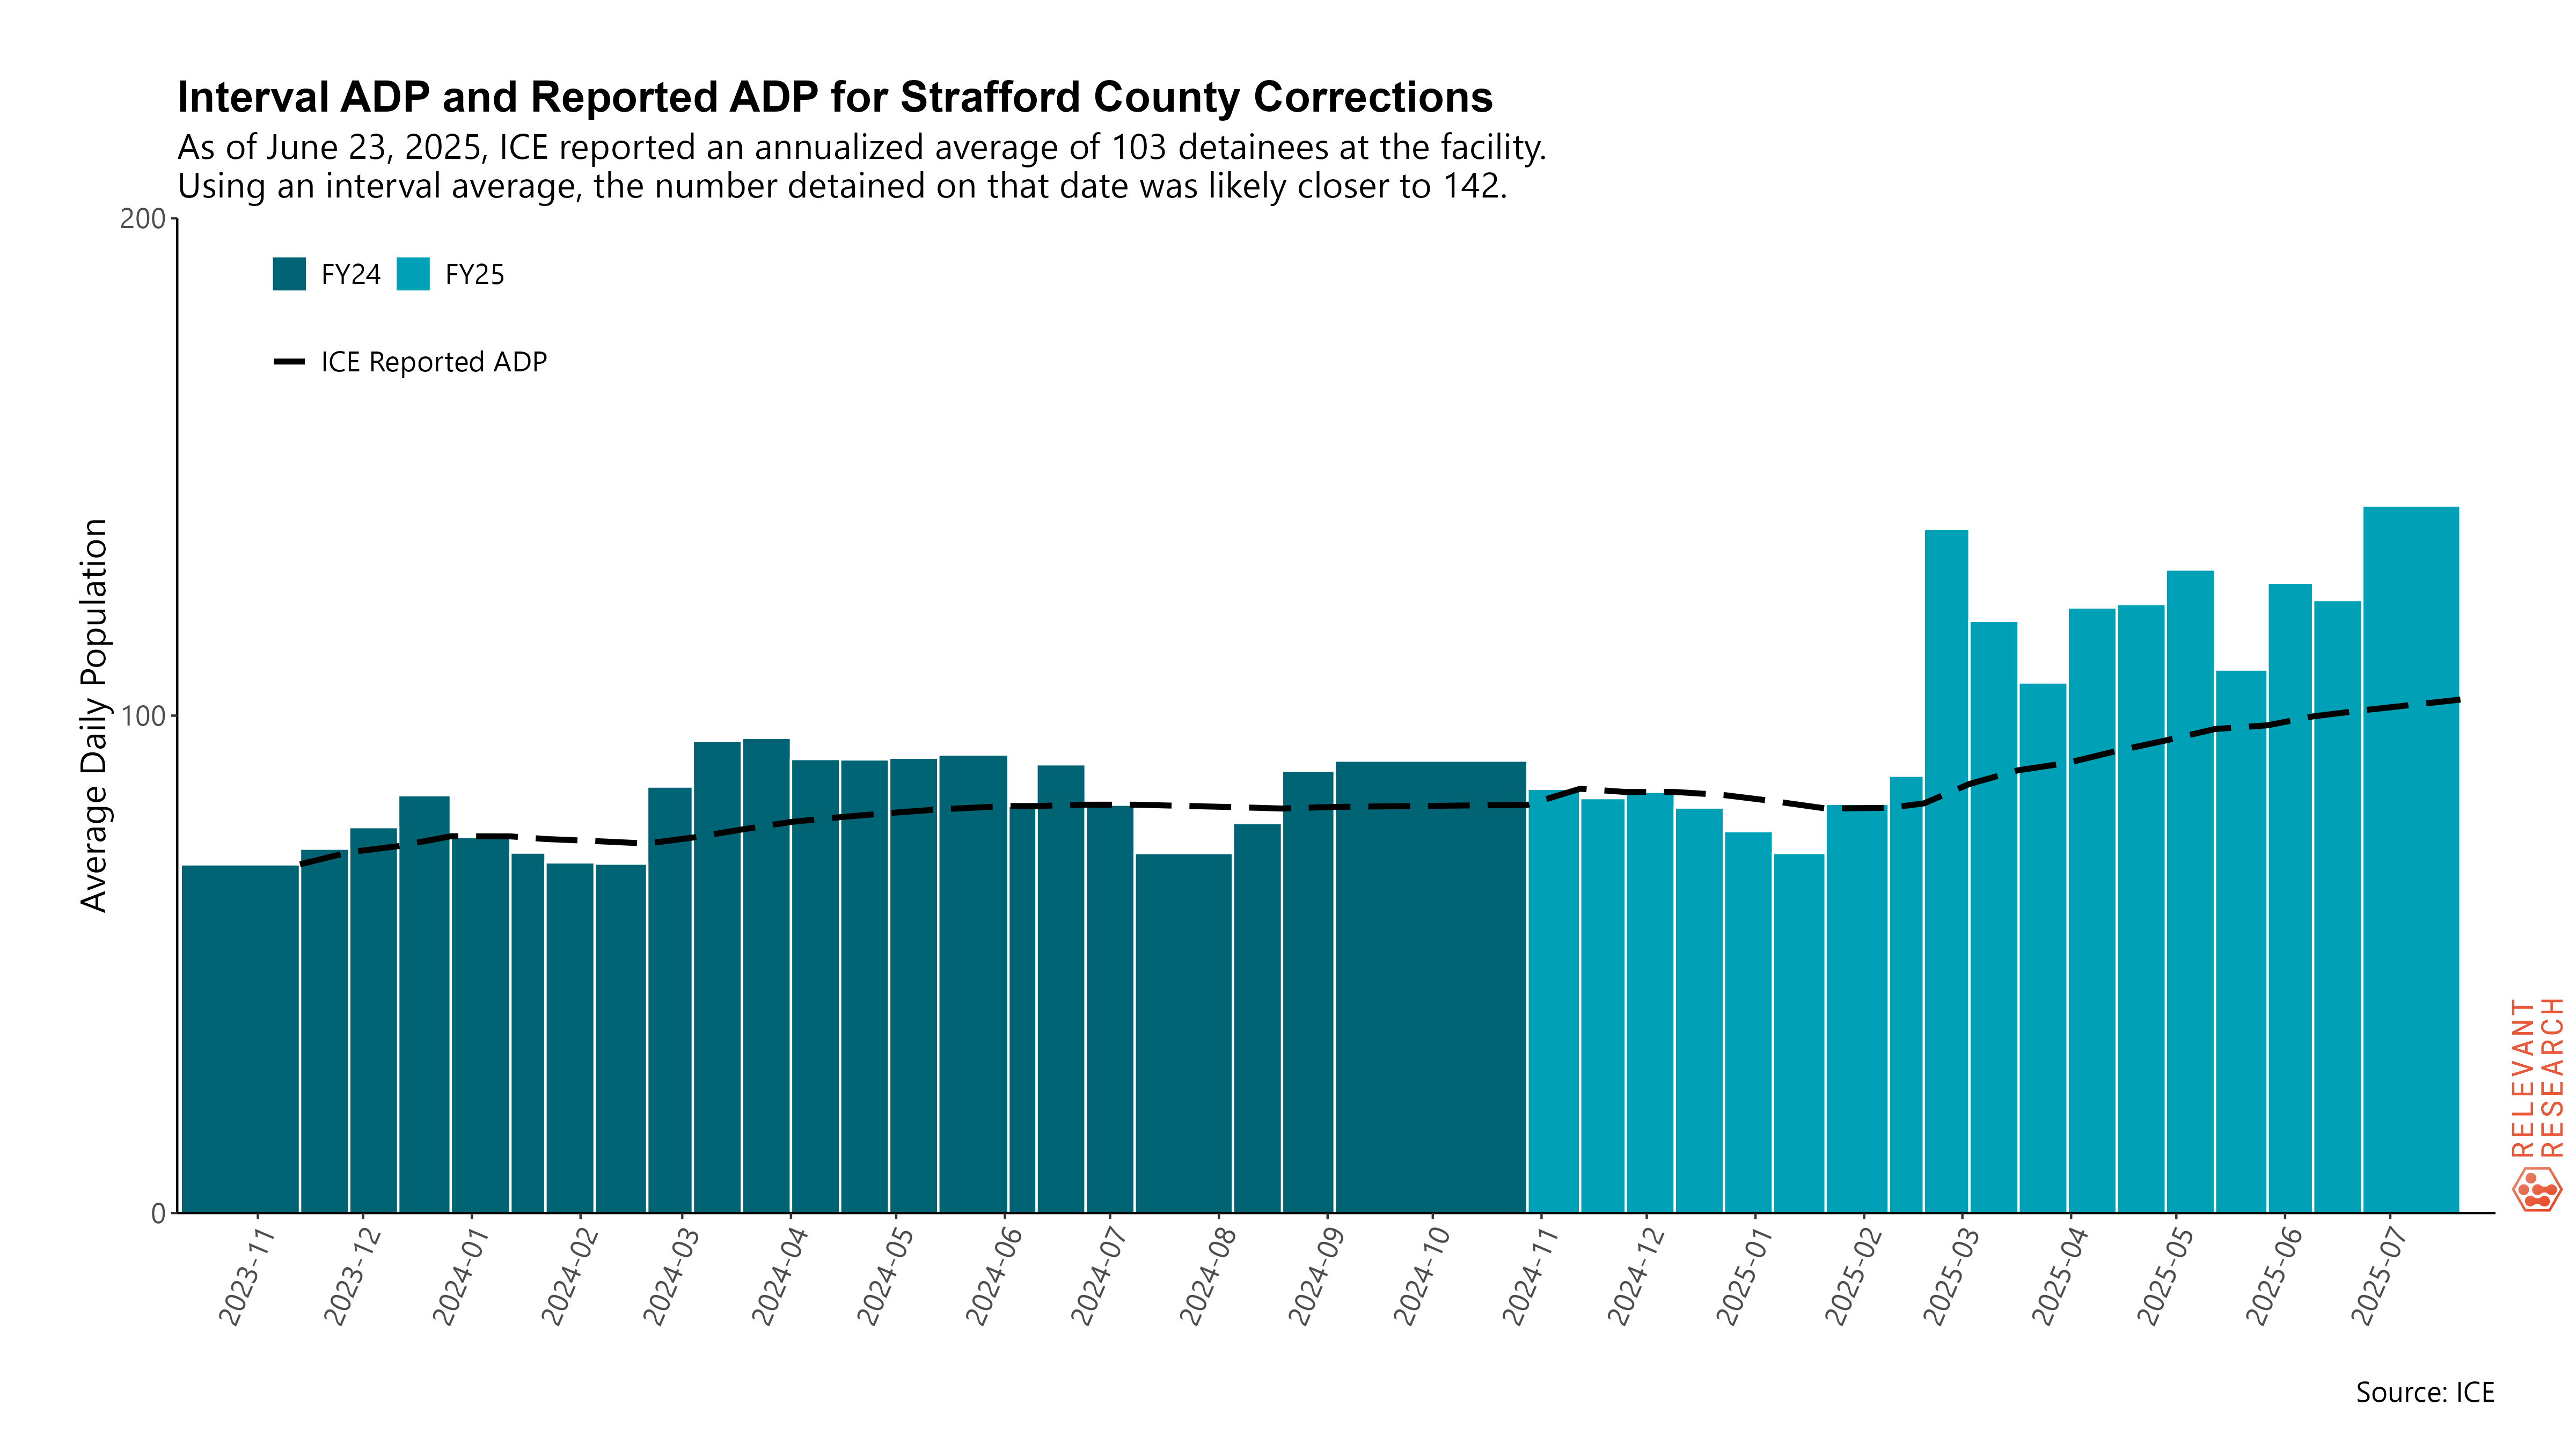 Interval ADP and Reported ADP for Strafford County Corrections
As of June 23, 2025, ICE reported an annualized average of 103 detainees at the facility.
Using an interval average, the number detained on that date was likely closer to 142.
200
FY24 FY25
ICE Reported ADP
Average Daily Population
100
0
2023-11
2023-12
2024-01
2024-02
2024-03
2024-04
2024-05
2024-06
2024-07
2024-08
2024-09
2024-10
2024-11
2024-12
2025-01
2025-02
2025-03
2025-04
2025-05
2025-06
2025-07
RELEVANT
RESEARCH
Source: ICE